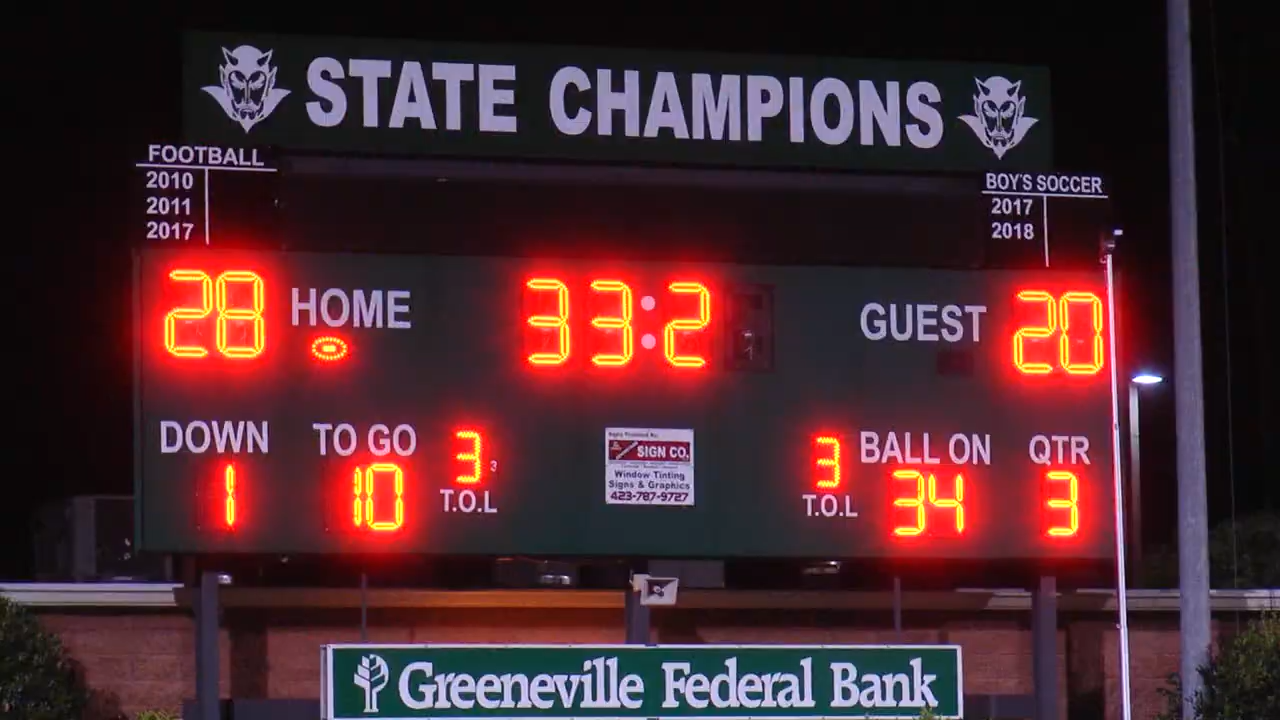 STATE CHAMPIONS
FOOTBALL
2010
2011
2017
BOY'S SOCCER
2017
2018
28 HOME 33:2 GUEST 20
DOWN TO GO 3 3 BALL ON QTR
1 10 T.O.L T.O.L 34 3
SIGN CO.
Window Tinting
Signs & Graphics
423-787-9727
Greeneville Federal Bank